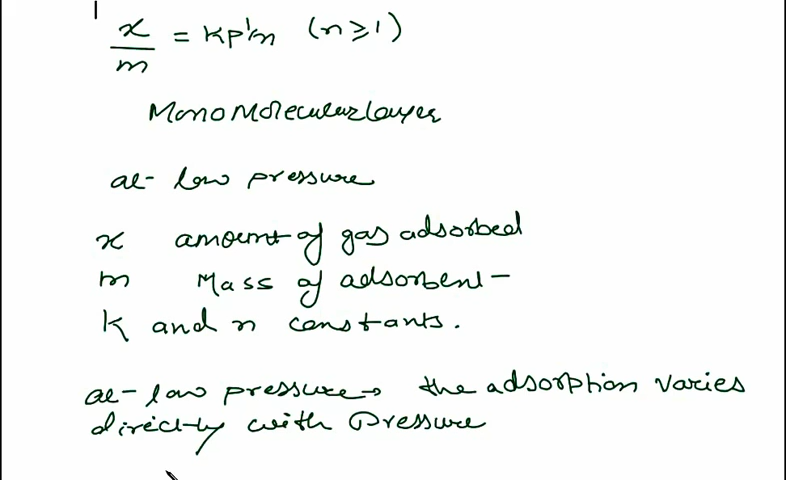 x/m = Kp^1/n (n ≥ 1)
Monomolecular layer
at low pressure
x amount of gas adsorbed
m Mass of adsorbent
K and n constants.
at low pressure → the adsorption varies
directly with Pressure